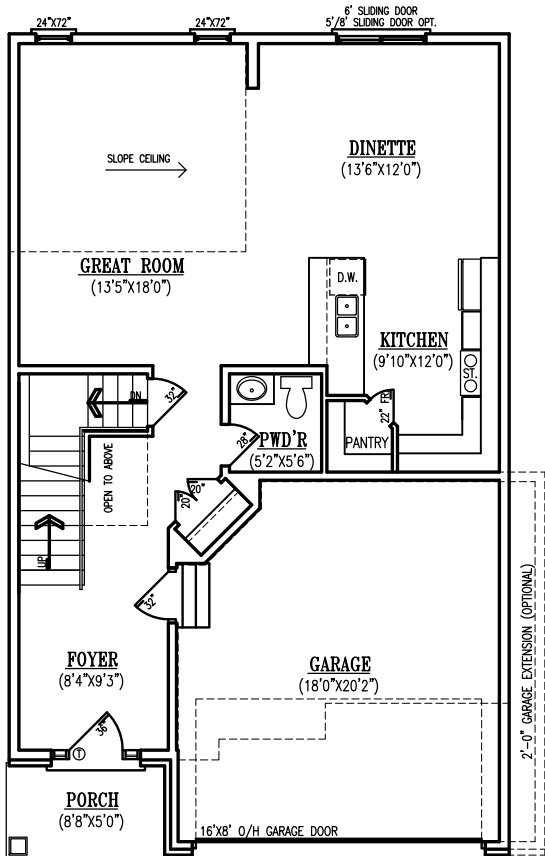 6' SLIDING DOOR
24"X72"
24"X72"
5'/8' SLIDING DOOR OPT.
DINETTE
(13'6"X12'0")
SLOPE CEILING
GREAT ROOM
(13'5"X18'0")
D.W.
KITCHEN
(9'10"X12'0")
ST.
DN
32"
22" FR
28"
PWD'R
(5'2"X5'6")
PANTRY
OPEN TO ABOVE
20"
20"
UP
32"
2'-0" GARAGE EXTENSION (OPTIONAL)
FOYER
(8'4"X9'3")
GARAGE
(18'0"X20'2")
36"
T
PORCH
(8'8"X5'0")
16'X8' O/H GARAGE DOOR